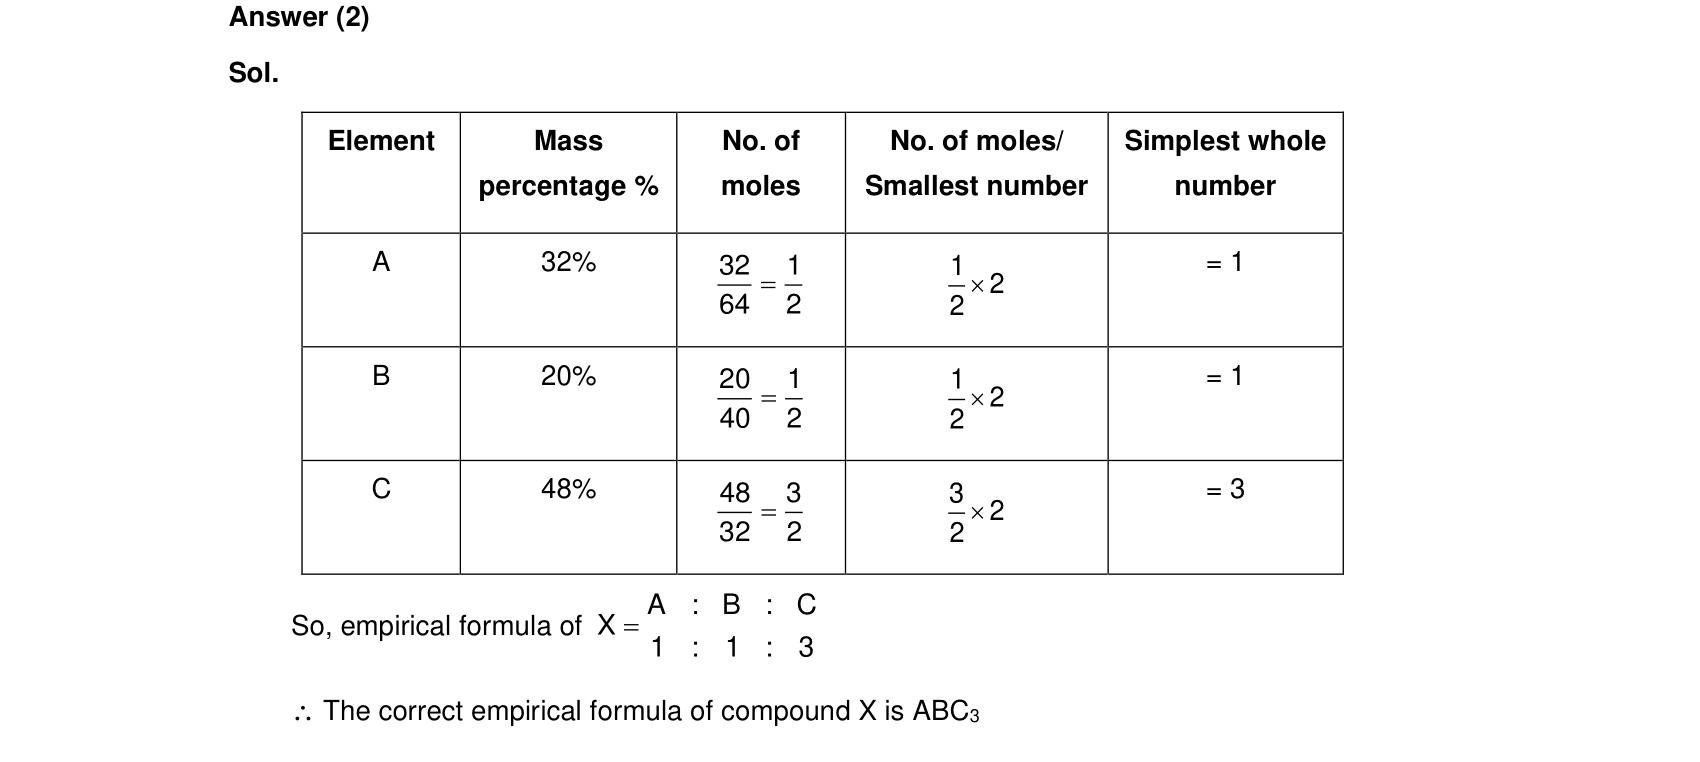 Answer (2)
Sol.
Element Mass percentage % No. of moles No. of moles/ Smallest number Simplest whole number
A 32% 32/64 = 1/2 1/2 × 2 = 1
B 20% 20/40 = 1/2 1/2 × 2 = 1
C 48% 48/32 = 3/2 3/2 × 2 = 3
So, empirical formula of X = A : B : C
1 : 1 : 3
∴ The correct empirical formula of compound X is ABC₃